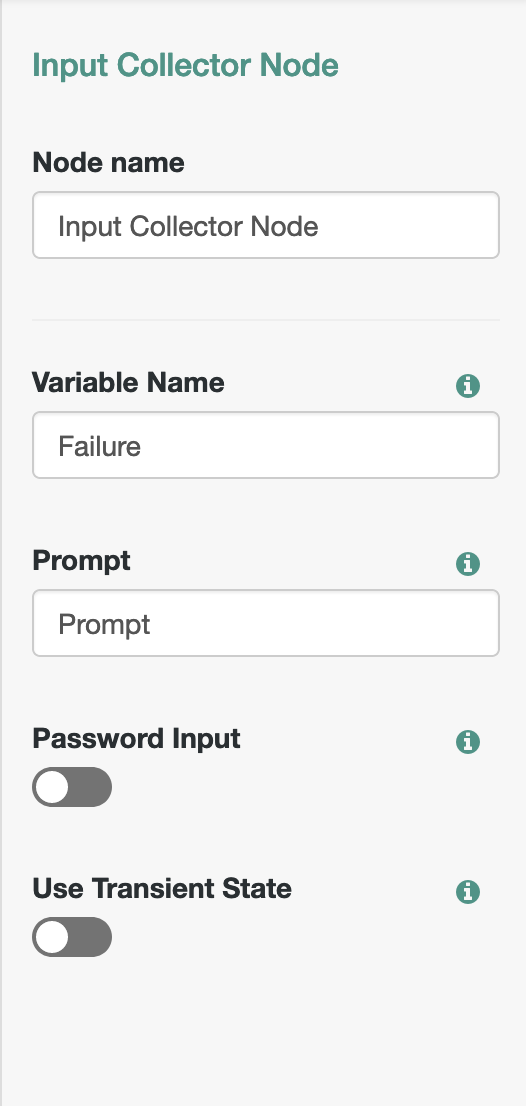 Input Collector Node
Node name
Input Collector Node
Variable Name
Failure
Prompt
Prompt
Password Input
Use Transient State